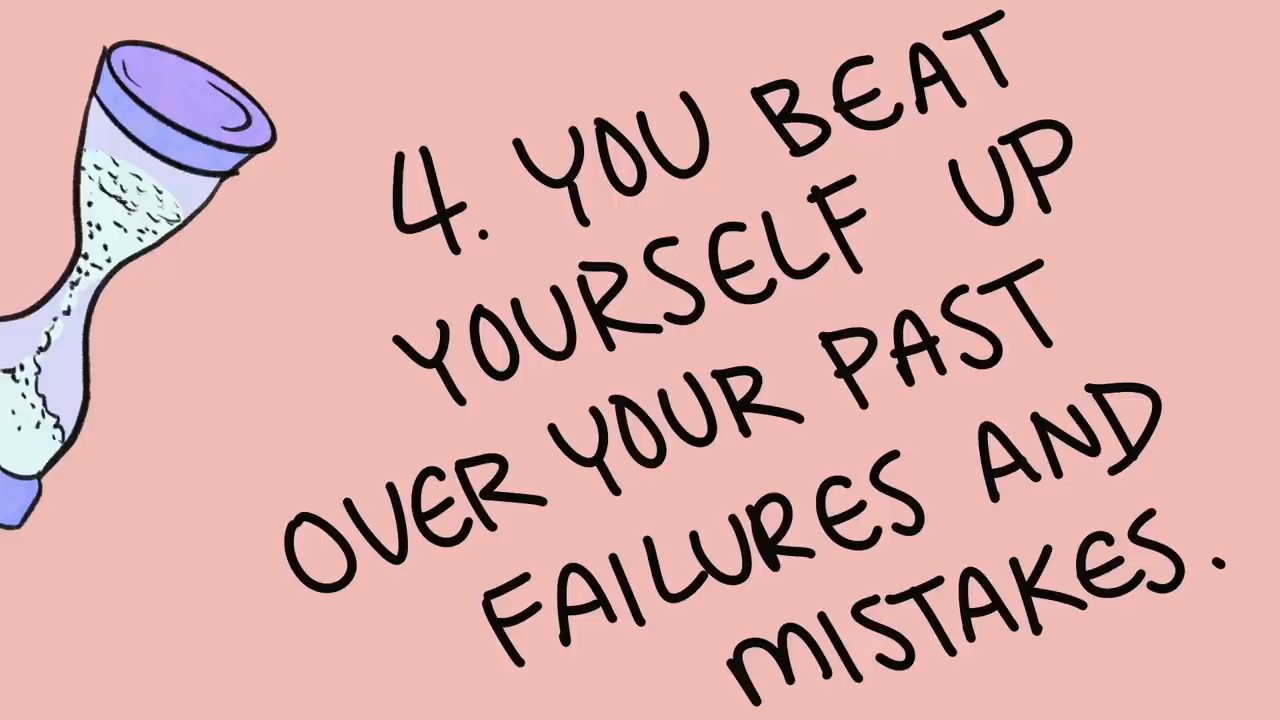 4. YOU BEAT
YOURSELF UP
OVER YOUR PAST
FAILURES AND
MISTAKES.